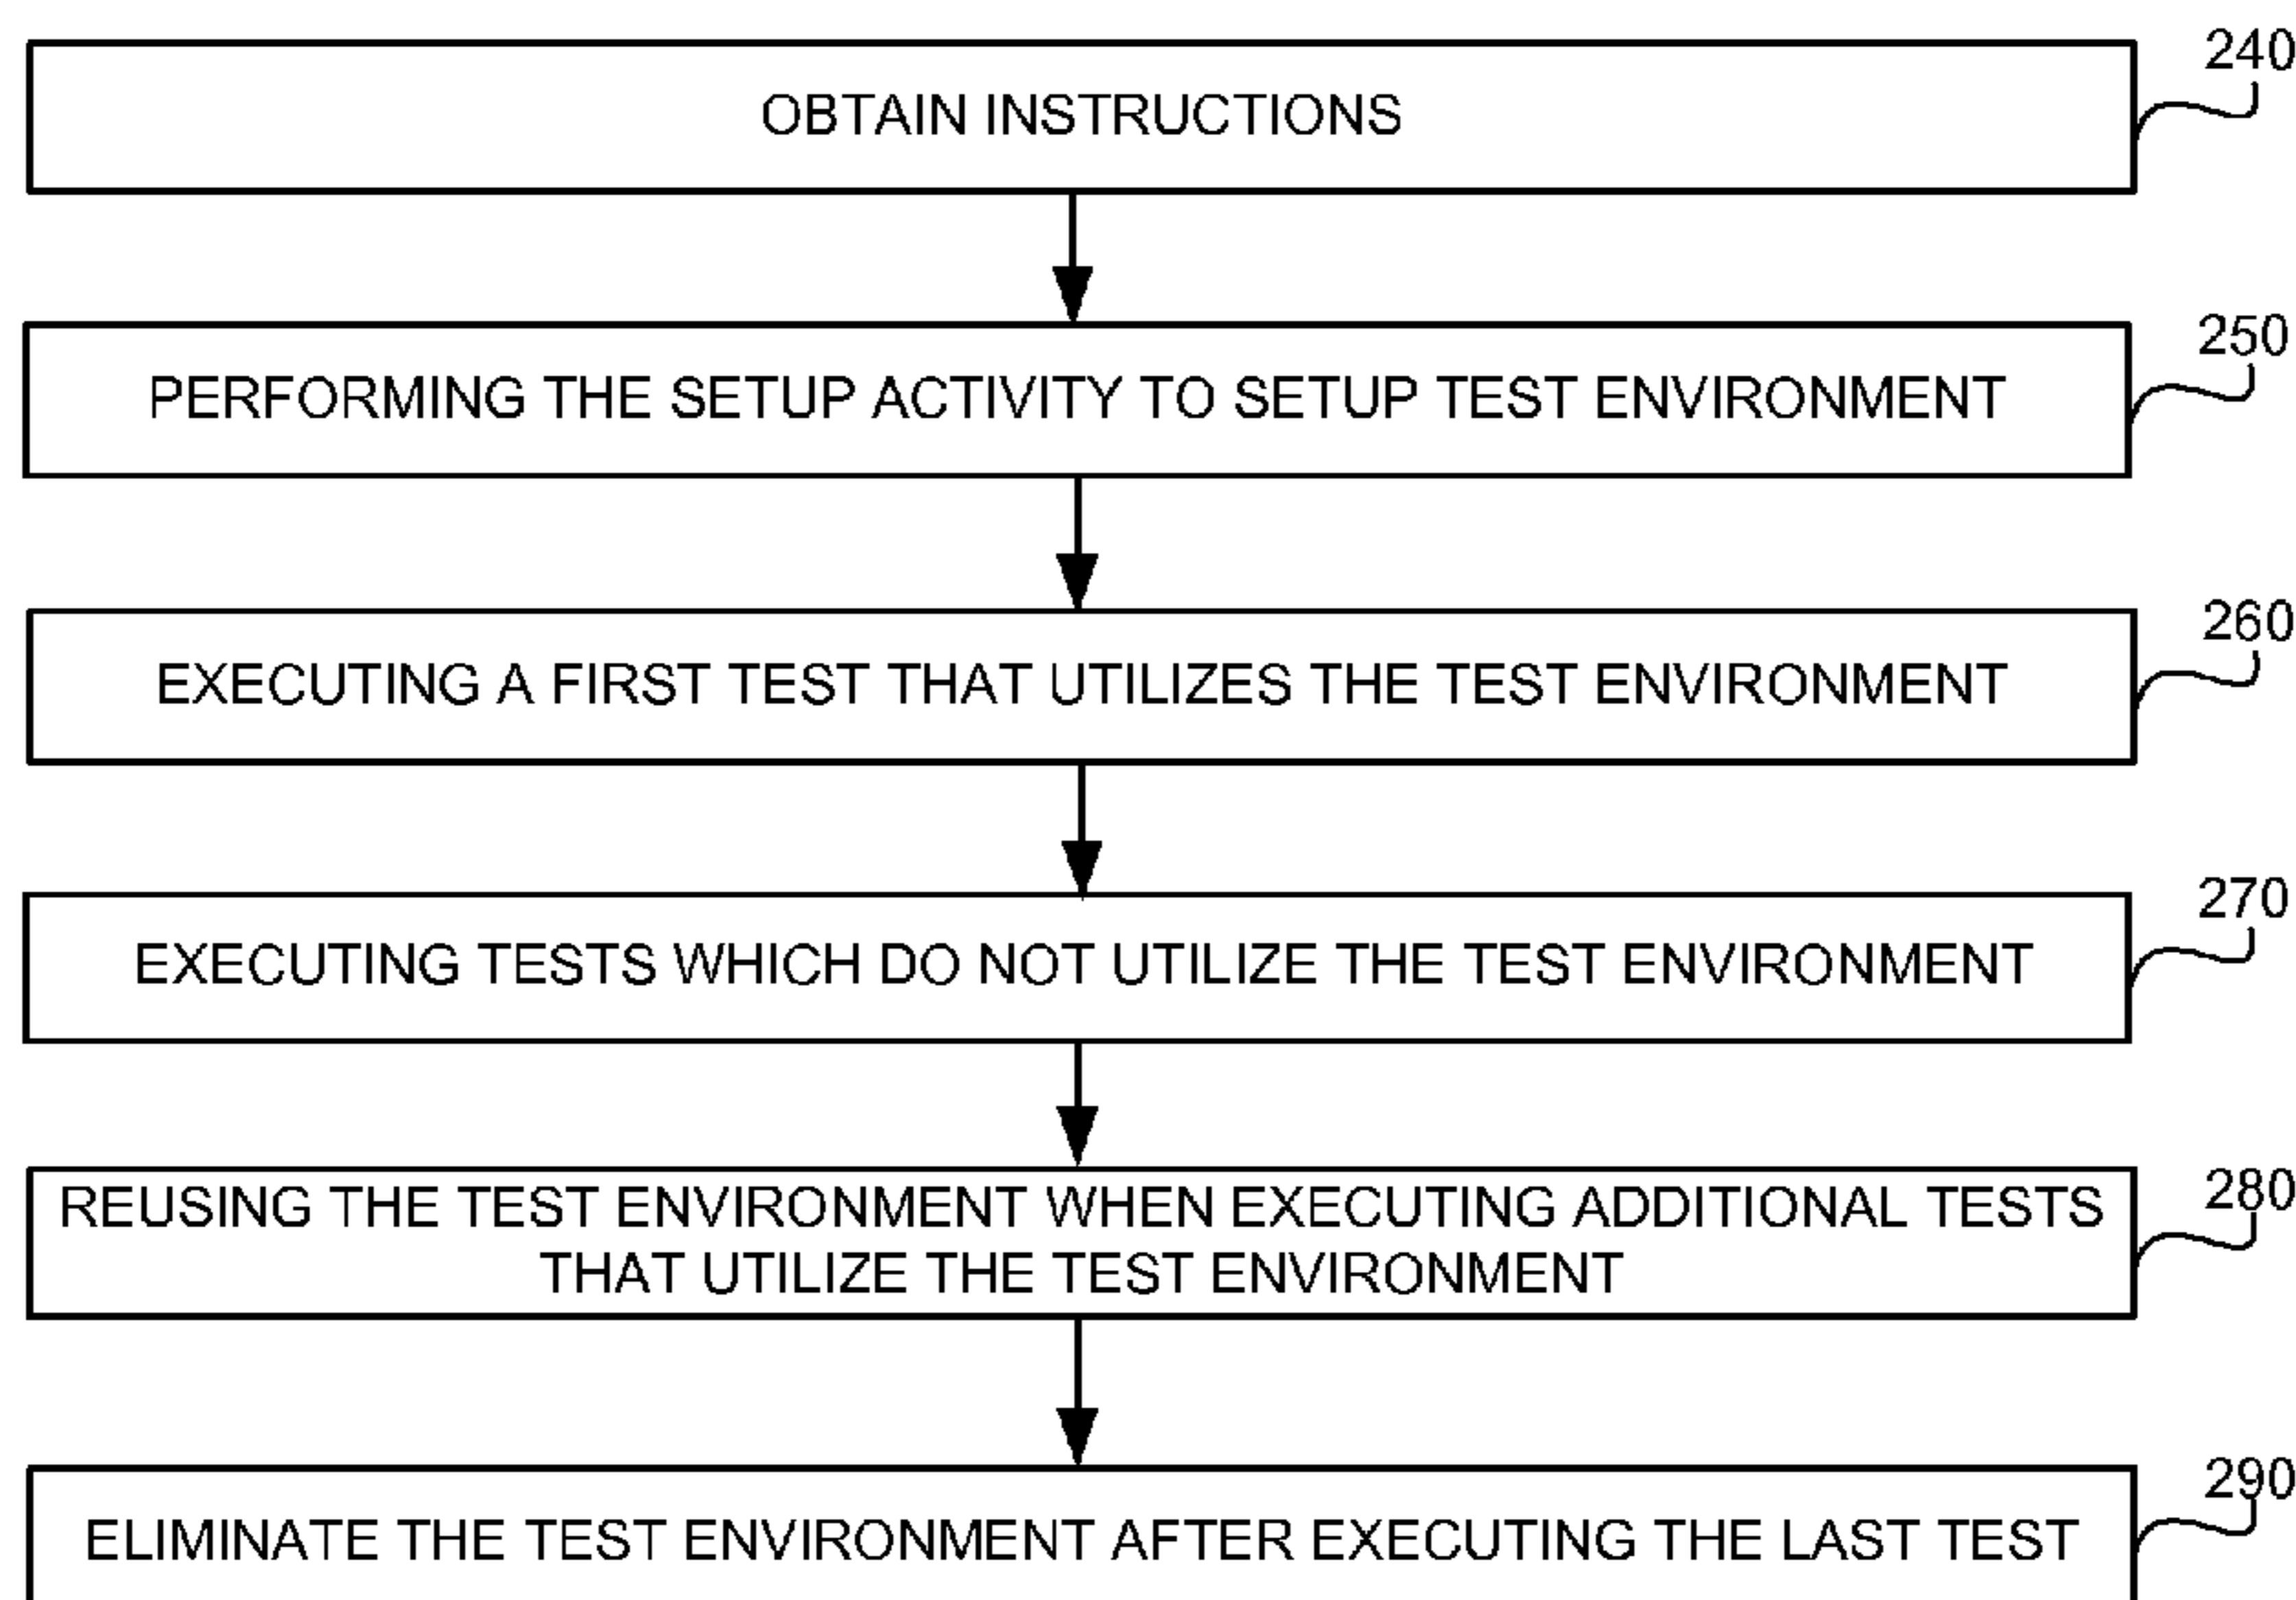 240
OBTAIN INSTRUCTIONS
250
PERFORMING THE SETUP ACTIVITY TO SETUP TEST ENVIRONMENT
260
EXECUTING A FIRST TEST THAT UTILIZES THE TEST ENVIRONMENT
270
EXECUTING TESTS WHICH DO NOT UTILIZE THE TEST ENVIRONMENT
280
REUSING THE TEST ENVIRONMENT WHEN EXECUTING ADDITIONAL TESTS
THAT UTILIZE THE TEST ENVIRONMENT
290
ELIMINATE THE TEST ENVIRONMENT AFTER EXECUTING THE LAST TEST